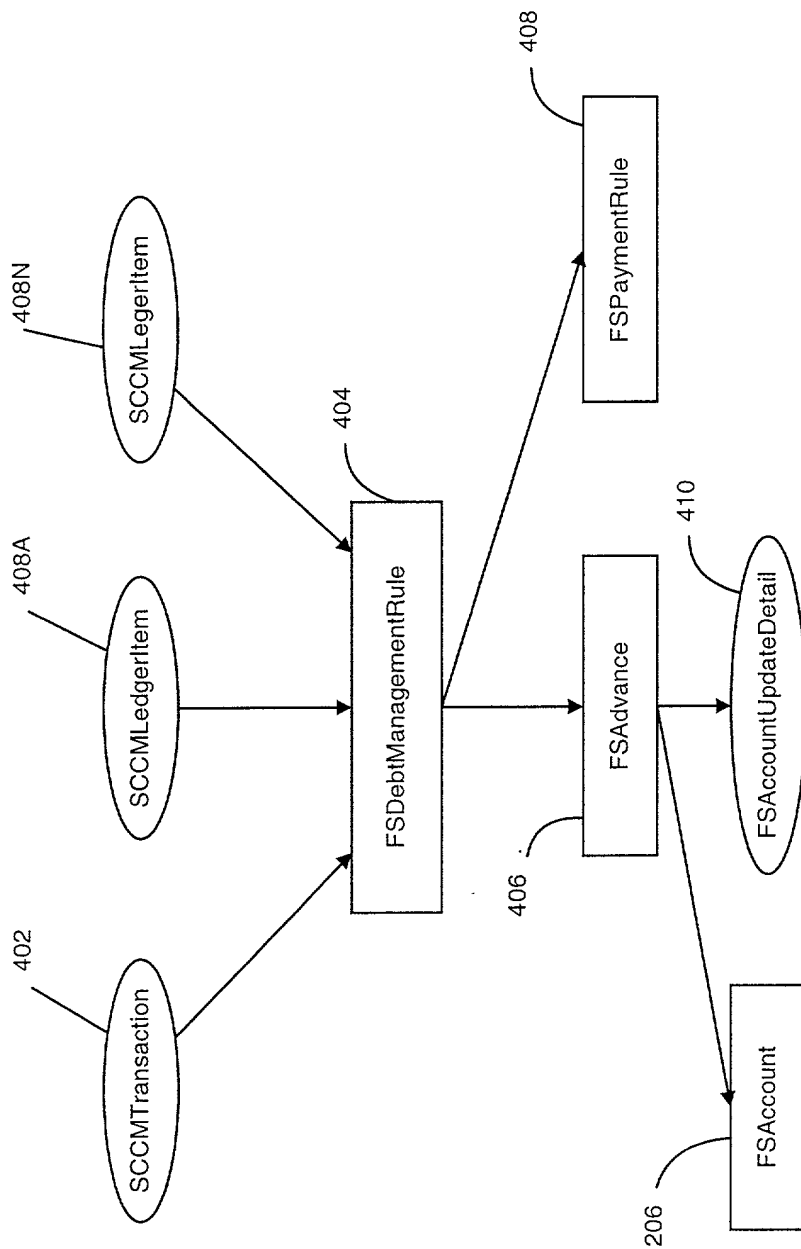 402
408A
408N
SCCMTransaction
SCCMLedgerItem
SCCMLegerItem
404
FSDebtManagementRule
408
406
FSAdvance
FSPaymentRule
410
206
FSAccount
FSAccountUpdateDetail